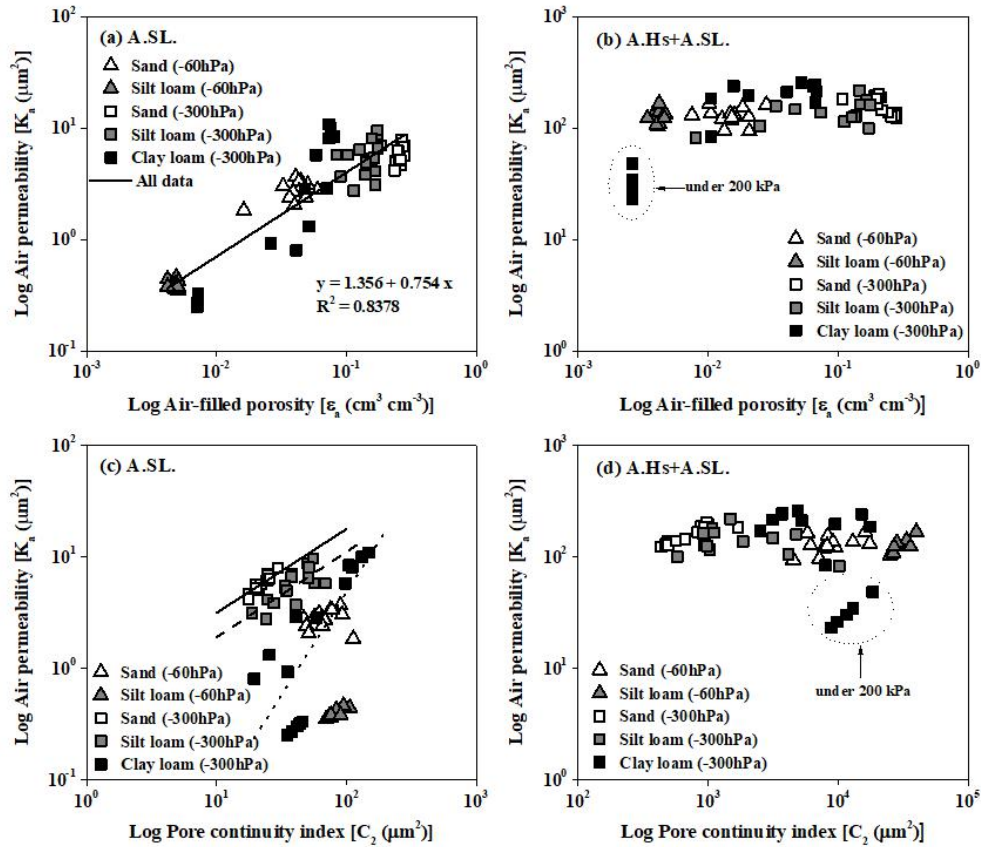 (a) A.SL.
Sand (-60hPa)
Silt loam (-60hPa)
Sand (-300hPa)
Silt loam (-300hPa)
Clay loam (-300hPa)
All data
y = 1.356 + 0.754 x
R² = 0.8378
10²
10¹
10⁰
10⁻¹
10⁻³
10⁻²
10⁻¹
10⁰
Log Air permeability [Kₐ (μm²)]
Log Air-filled porosity [εₐ (cm³ cm⁻³)]
(b) A.Hs+A.SL.
under 200 kPa
Sand (-60hPa)
Silt loam (-60hPa)
Sand (-300hPa)
Silt loam (-300hPa)
Clay loam (-300hPa)
10³
10²
10¹
10⁰
10⁻³
10⁻²
10⁻¹
10⁰
Log Air permeability [Kₐ (μm²)]
Log Air-filled porosity [εₐ (cm³ cm⁻³)]
(c) A.SL.
Sand (-60hPa)
Silt loam (-60hPa)
Sand (-300hPa)
Silt loam (-300hPa)
Clay loam (-300hPa)
10²
10¹
10⁰
10⁻¹
10⁰
10¹
10²
10³
Log Air permeability [Kₐ (μm²)]
Log Pore continuity index [C₂ (μm²)]
(d) A.Hs+A.SL.
under 200 kPa
Sand (-60hPa)
Silt loam (-60hPa)
Sand (-300hPa)
Silt loam (-300hPa)
Clay loam (-300hPa)
10³
10²
10¹
10⁰
10²
10³
10⁴
10⁵
Log Air permeability [Kₐ (μm²)]
Log Pore continuity index [C₂ (μm²)]